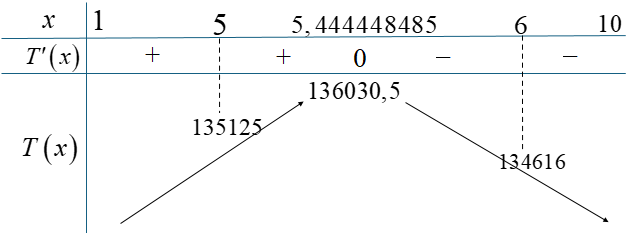 x 1 5 5,444448485 6 10
T'(x) + + 0 − −
136030,5
135125
T(x) 134616